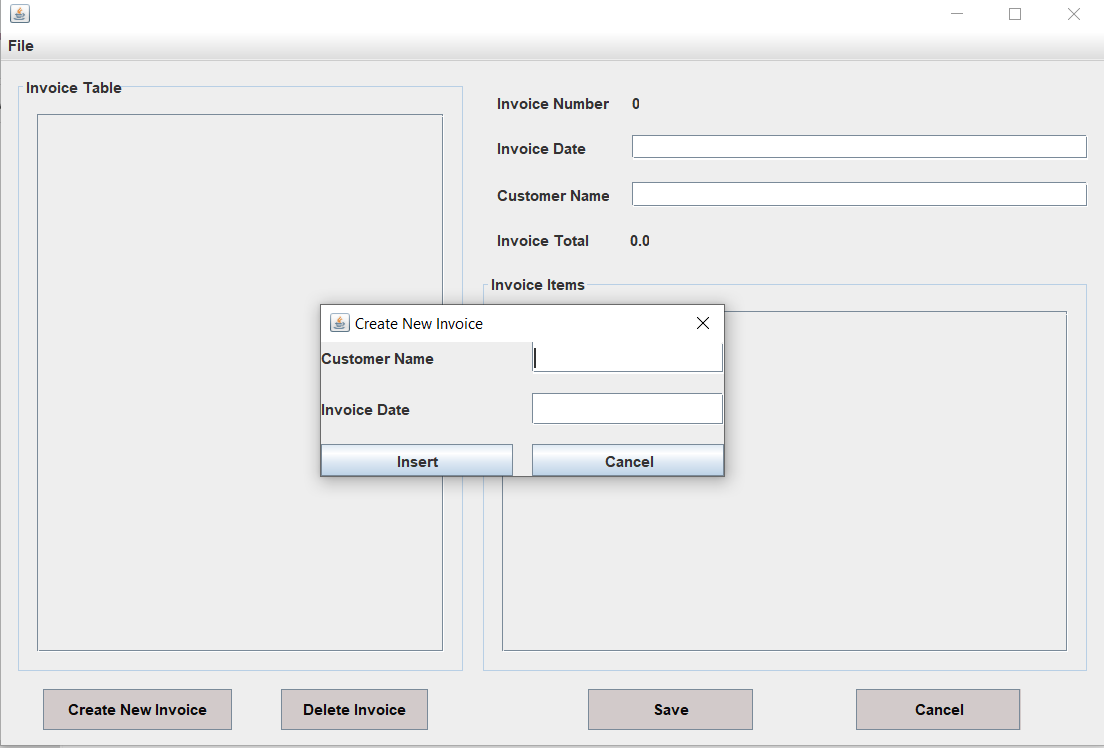 File
Invoice Table
Invoice Number 0
Invoice Date
Customer Name
Invoice Total 0.0
Invoice Items
Create New Invoice
Customer Name
Invoice Date
Insert Cancel
Create New Invoice Delete Invoice Save Cancel